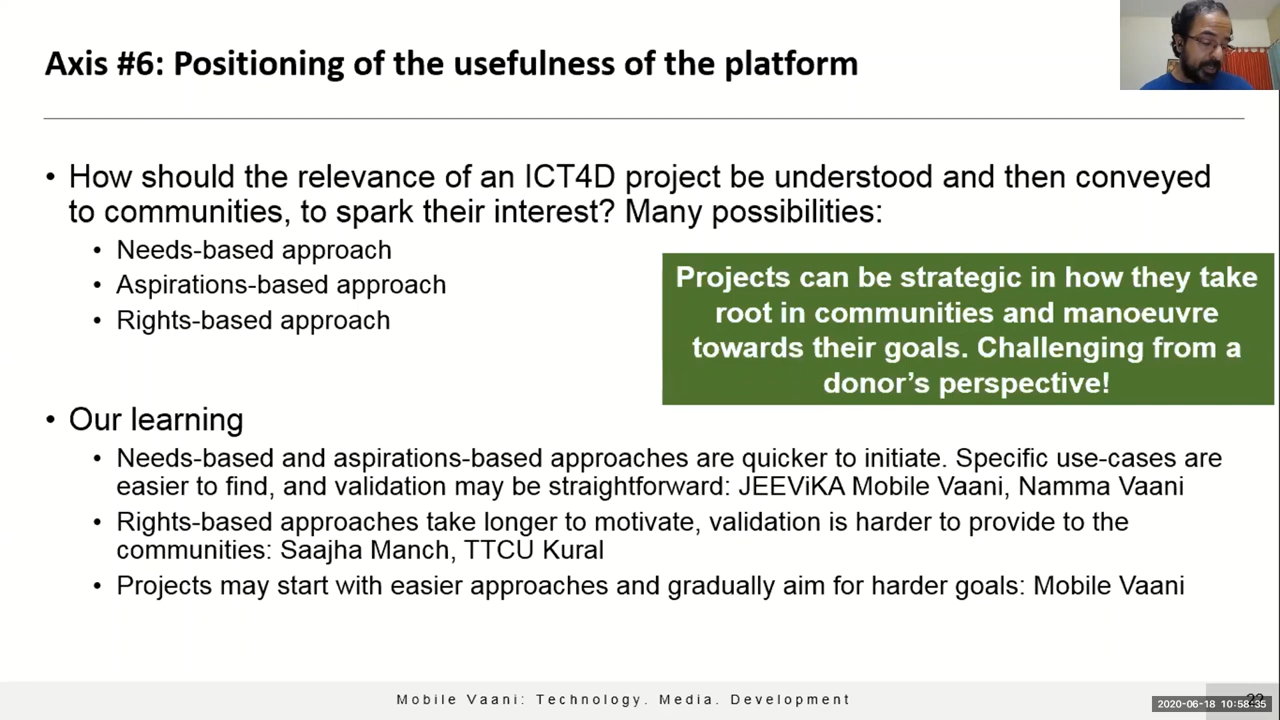 Axis #6: Positioning of the usefulness of the platform
• How should the relevance of an ICT4D project be understood and then conveyed
to communities, to spark their interest? Many possibilities:
• Needs-based approach
• Aspirations-based approach
• Rights-based approach
Projects can be strategic in how they take
root in communities and manoeuvre
towards their goals. Challenging from a
donor’s perspective!
• Our learning
• Needs-based and aspirations-based approaches are quicker to initiate. Specific use-cases are
easier to find, and validation may be straightforward: JEEViKA Mobile Vaani, Namma Vaani
• Rights-based approaches take longer to motivate, validation is harder to provide to the
communities: Saajha Manch, TTCU Kural
• Projects may start with easier approaches and gradually aim for harder goals: Mobile Vaani
Mobile Vaani: Technology. Media. Development
2020-06-18 10:58:35